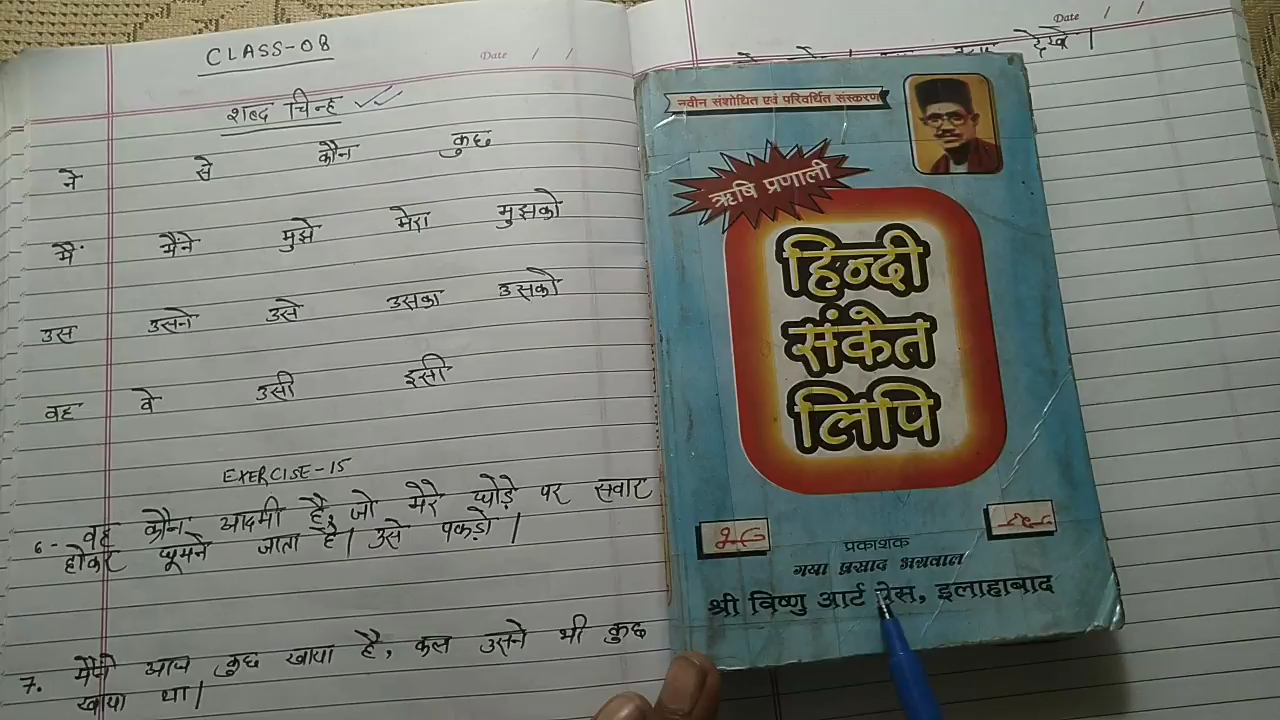 CLASS-08
Date / /
शब्द चिन्ह
ने से कौन कुछ
मैं मैंने मुझे मेरा मुझको
उस उसने उसे उसका उसको
वह वे उसी इसी
EXERCISE-15
6- वह कौन आदमी है, जो मेरे घोड़े पर सवार
होकर घूमने जाता है। उसे पकड़ो।
7. मैंने आज कुछ खाया है, कल उसने भी कुछ
खाया था।
Date / /
देखे।
नवीन संशोधित एवं परिवर्धित संस्करण
ऋषि प्रणाली
हिन्दी
संकेत
लिपि
प्रकाशक
गया प्रसाद अग्रवाल
श्री विष्णु आर्ट प्रेस, इलाहाबाद